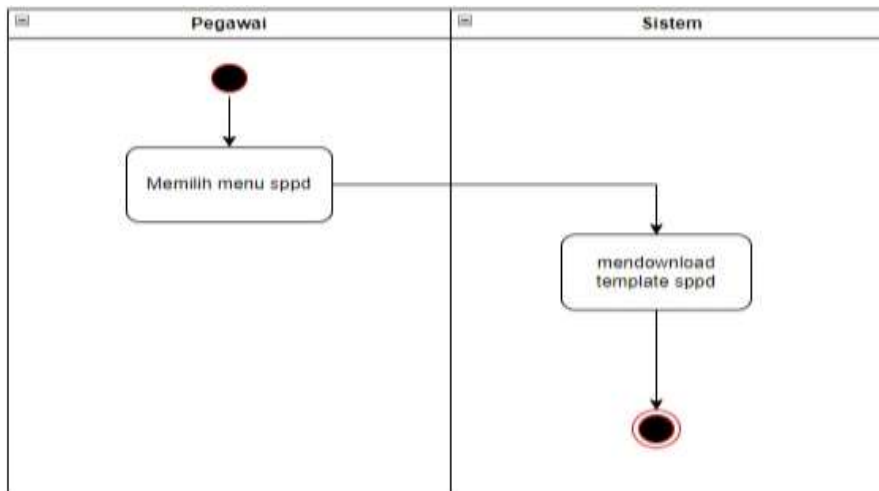 Pegawai
Sistem
Memilih menu sppd
mendownload
template sppd